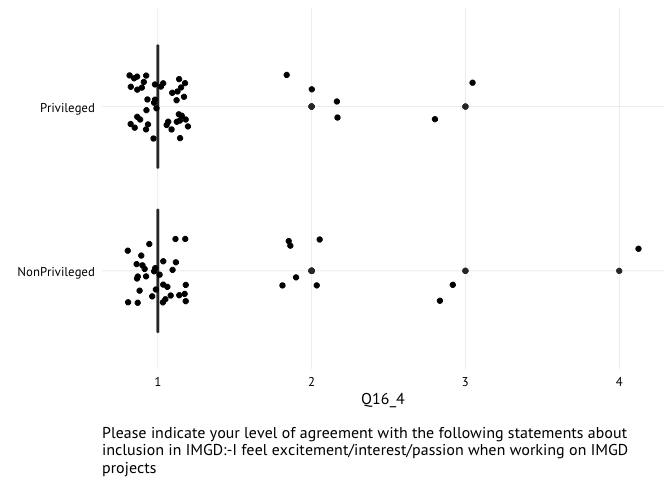 Privileged
NonPrivileged
1 2 3 4
Q16_4
Please indicate your level of agreement with the following statements about
inclusion in IMGD:-I feel excitement/interest/passion when working on IMGD
projects